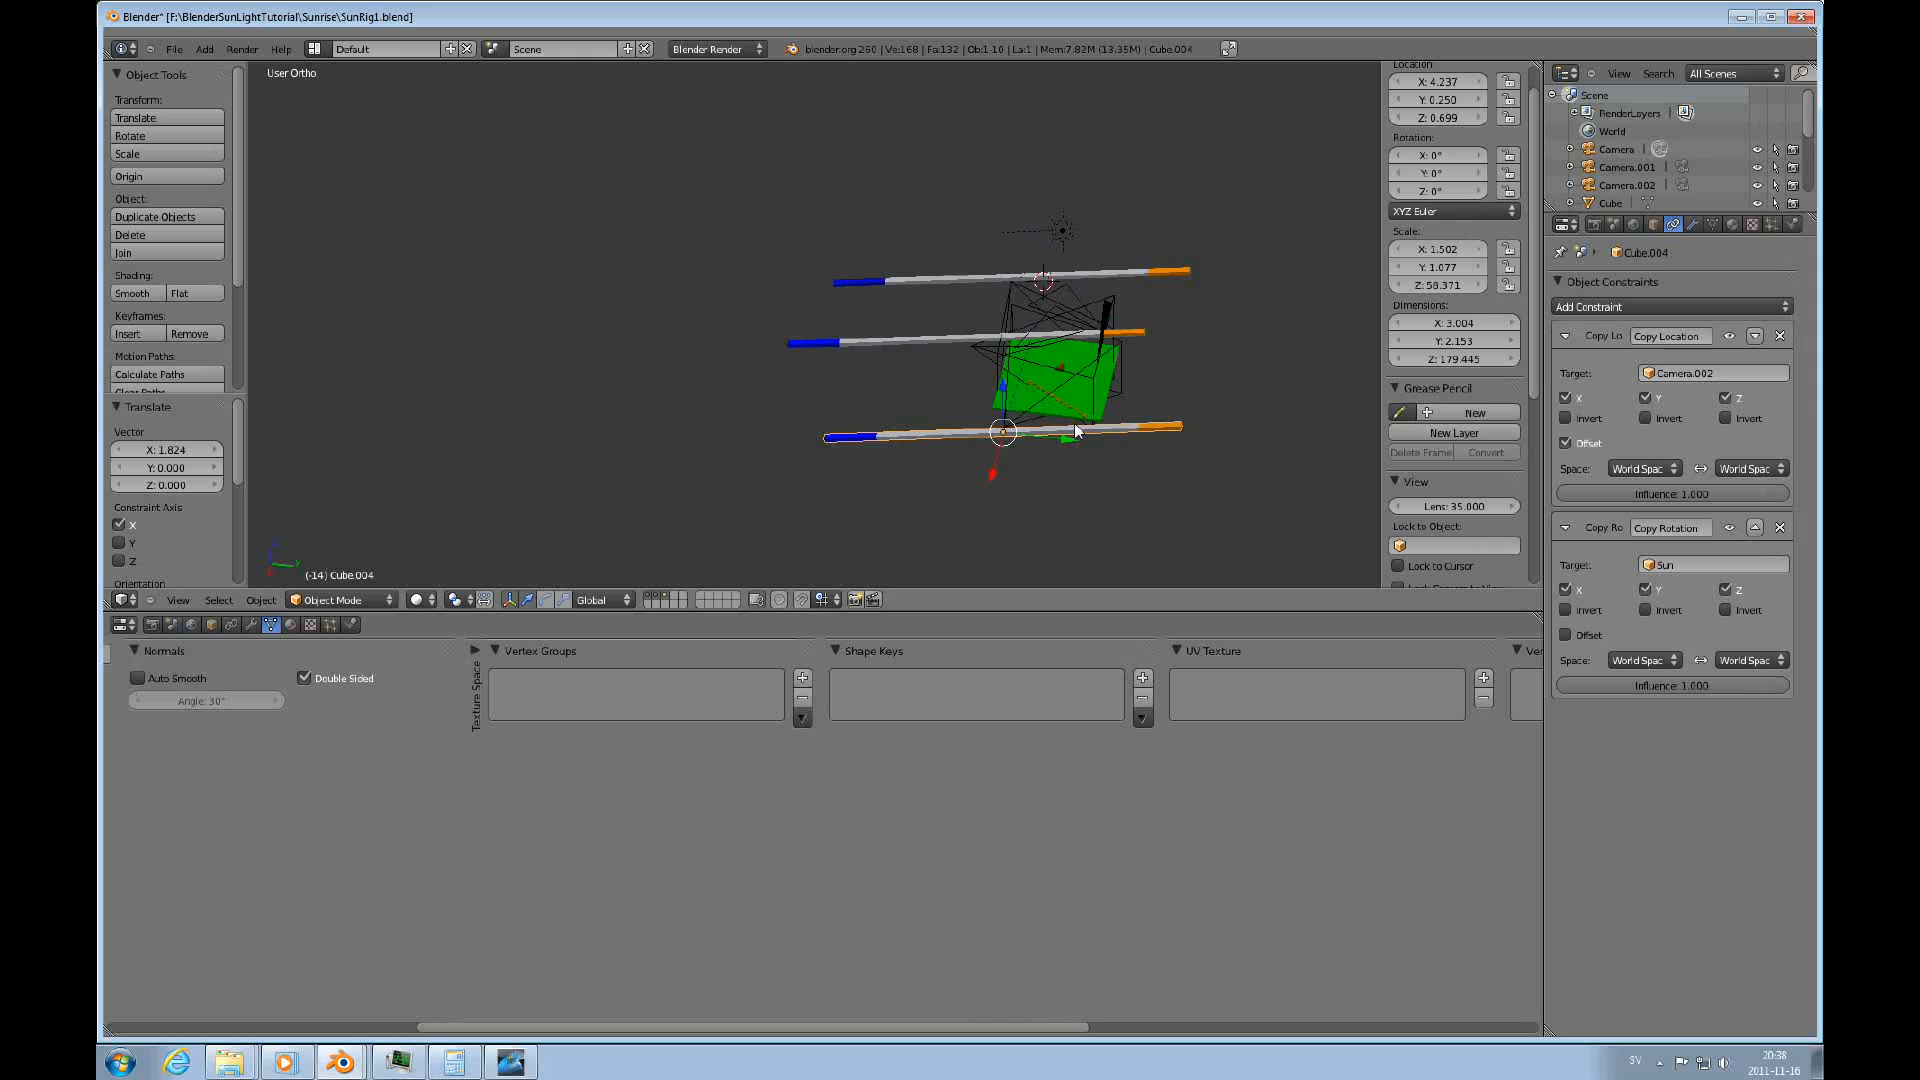 Blender* [F:\BlenderSunLightTutorial\Sunrise\SunRig1.blend]
File Add Render Help Default Scene Blender Render blender.org 260 | Ve:168 | Fa:132 | Ob:1-10 | La:1 | Mem:7.82M (13.35M) | Cube.004
Object Tools
Transform:
Translate
Rotate
Scale
Origin
Object:
Duplicate Objects
Delete
Join
Shading:
Smooth Flat
Keyframes:
Insert Remove
Motion Paths:
Calculate Paths
Clear Paths
Translate
Vector
X: 1.824
Y: 0.000
Z: 0.000
Constraint Axis
X
Y
Z
Orientation
User Ortho
(-14) Cube.004
View Select Object Object Mode Global
Location
X: 4.237
Y: 0.250
Z: 0.699
Rotation:
X: 0°
Y: 0°
Z: 0°
XYZ Euler
Scale:
X: 1.502
Y: 1.077
Z: 58.371
Dimensions:
X: 3.004
Y: 2.153
Z: 179.445
Grease Pencil
New
New Layer
Delete Frame Convert
View
Lens: 35.000
Lock to Object:
Lock to Cursor
View Search All Scenes
Scene
RenderLayers
World
Camera
Camera.001
Camera.002
Cube
Cube.004
Object Constraints
Add Constraint
Copy Lo Copy Location
Target: Camera.002
X Y Z
Invert Invert Invert
Offset
Space: World Spac World Spac
Influence: 1.000
Copy Ro Copy Rotation
Target: Sun
X Y Z
Invert Invert Invert
Offset
Space: World Spac World Spac
Influence: 1.000
Normals
Auto Smooth Double Sided
Angle: 30°
Texture Space
Vertex Groups
Shape Keys
UV Texture
Ver
SV
20:38
2011-11-16